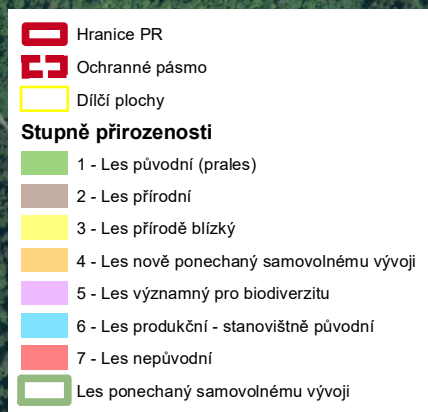 Hranice PR
Ochranné pásmo
Dílčí plochy
Stupně přirozenosti
1 - Les původní (prales)
2 - Les přírodní
3 - Les přírodě blízký
4 - Les nově ponechaný samovolnému vývoji
5 - Les významný pro biodiverzitu
6 - Les produkční - stanovištně původní
7 - Les nepůvodní
Les ponechaný samovolnému vývoji